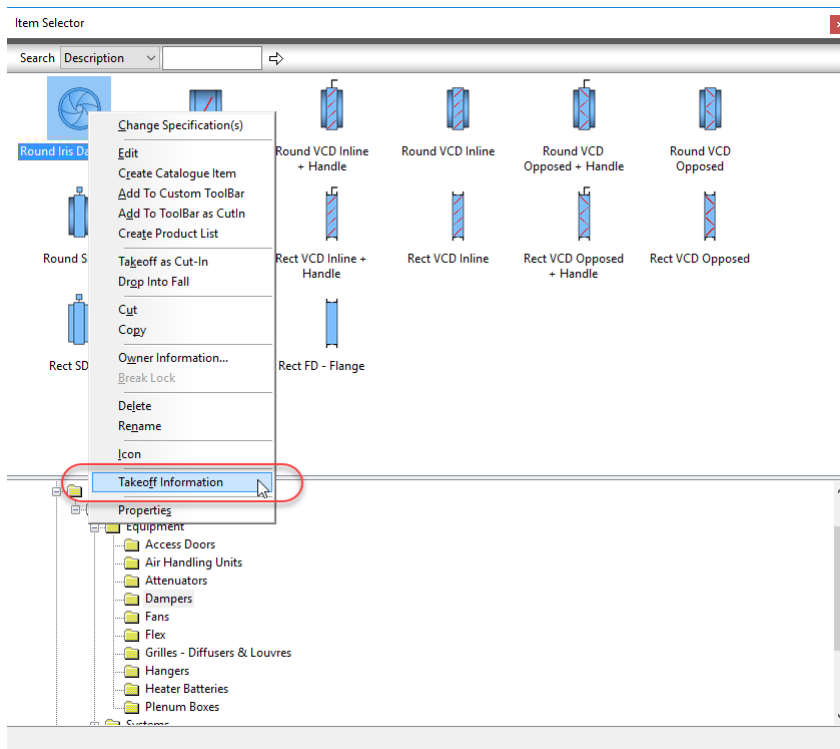 Item Selector
Search Description
Round Iris Da
Round VCD Inline
+ Handle
Round VCD Inline
Round VCD
Opposed + Handle
Round VCD
Opposed
Round S
Rect VCD Inline +
Handle
Rect VCD Inline
Rect VCD Opposed
+ Handle
Rect VCD Opposed
Rect SD
Rect FD - Flange
Change Specification(s)
Edit
Create Catalogue Item
Add To Custom ToolBar
Add To ToolBar as CutIn
Create Product List
Takeoff as Cut-In
Drop Into Fall
Cut
Copy
Owner Information...
Break Lock
Delete
Rename
Icon
Takeoff Information
Properties
Equipment
Access Doors
Air Handling Units
Attenuators
Dampers
Fans
Flex
Grilles - Diffusers & Louvres
Hangers
Heater Batteries
Plenum Boxes
Systems